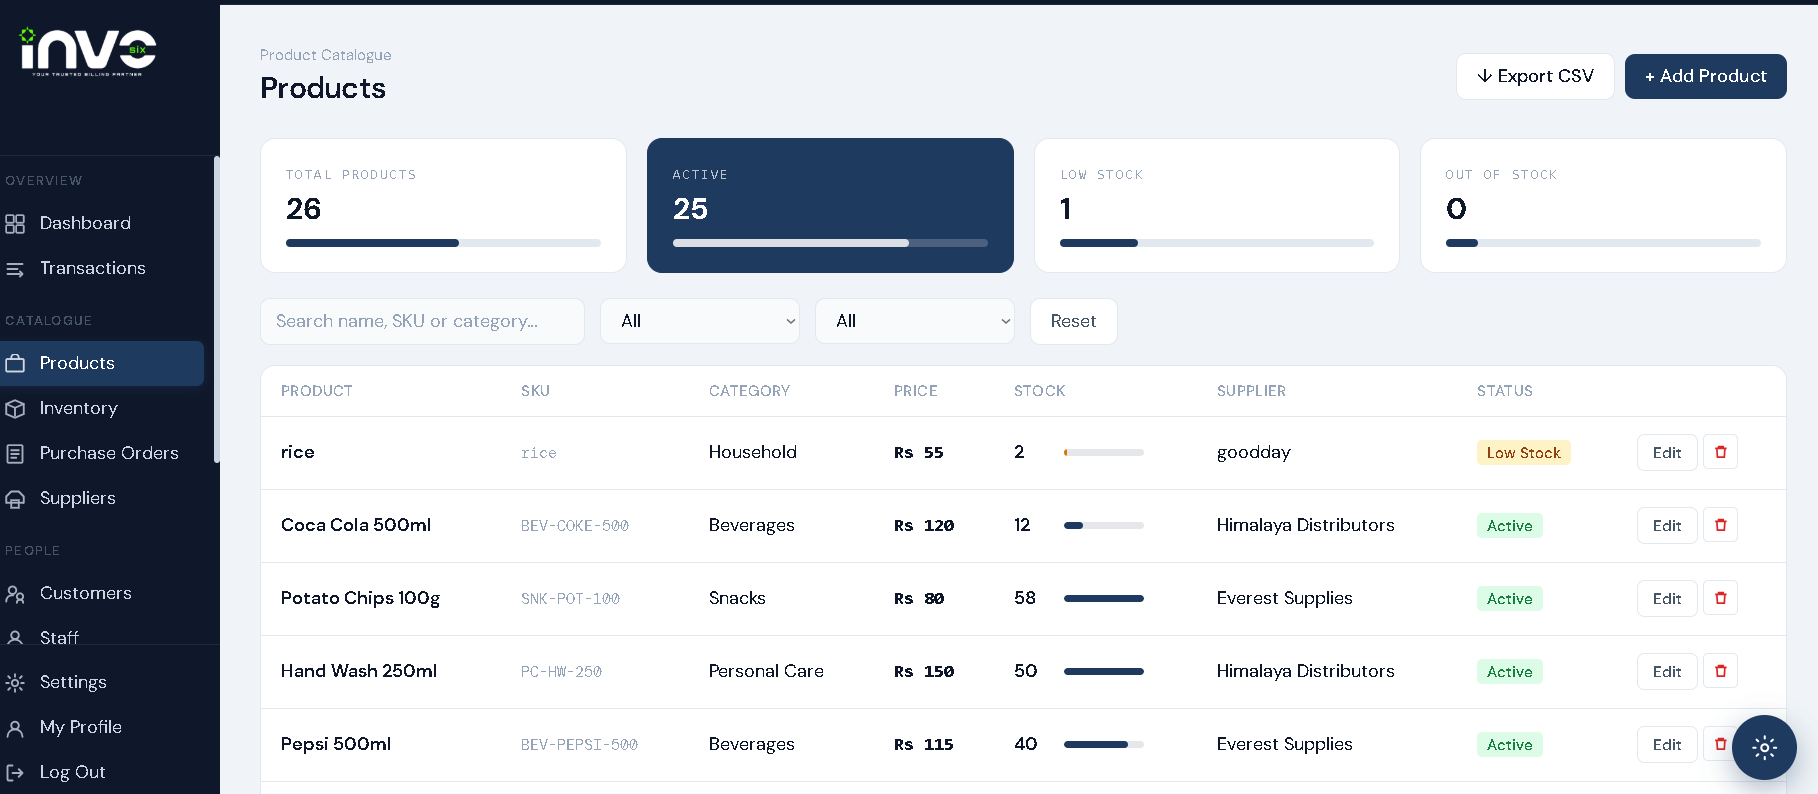 invo
six
YOUR TRUSTED BILLING PARTNER
OVERVIEW
Dashboard
Transactions
CATALOGUE
Products
Inventory
Purchase Orders
Suppliers
PEOPLE
Customers
Staff
Settings
My Profile
Log Out
Product Catalogue
Products
↓ Export CSV
+ Add Product
TOTAL PRODUCTS
26
ACTIVE
25
LOW STOCK
1
OUT OF STOCK
0
Search name, SKU or category...
All
All
Reset
PRODUCT SKU CATEGORY PRICE STOCK SUPPLIER STATUS
rice rice Household Rs 55 2 goodday Low Stock Edit
Coca Cola 500ml BEV-COKE-500 Beverages Rs 120 12 Himalaya Distributors Active Edit
Potato Chips 100g SNK-POT-100 Snacks Rs 80 58 Everest Supplies Active Edit
Hand Wash 250ml PC-HW-250 Personal Care Rs 150 50 Himalaya Distributors Active Edit
Pepsi 500ml BEV-PEPSI-500 Beverages Rs 115 40 Everest Supplies Active Edit